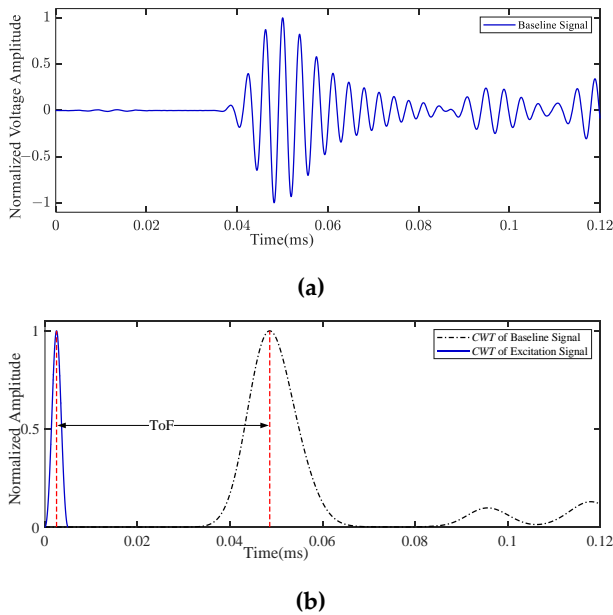 1
0.5
0
−0.5
−1
Normalized Voltage Amplitude
Baseline Signal
0 0.02 0.04 0.06 0.08 0.1 0.12
Time(ms)
(a)
1
0.5
0
Normalized Amplitude
CWT of Baseline Signal
CWT of Excitation Signal
ToF
0 0.02 0.04 0.06 0.08 0.1 0.12
Time(ms)
(b)